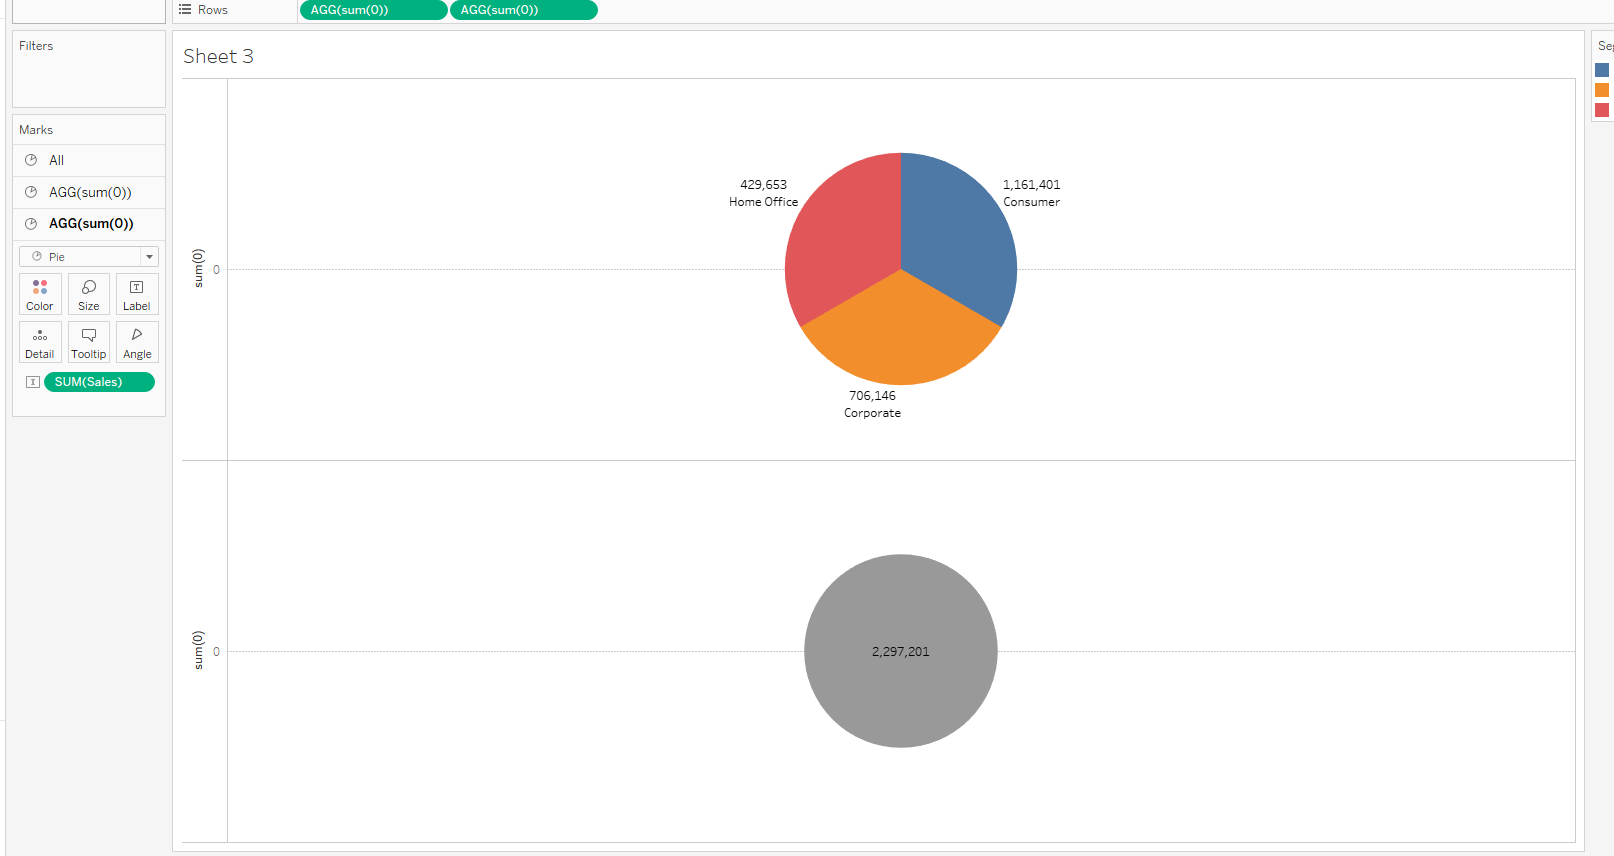 Rows
AGG(sum(0))
AGG(sum(0))
Filters
Marks
All
AGG(sum(0))
AGG(sum(0))
Pie
Color
Size
T
Label
Detail
Tooltip
Angle
T
SUM(Sales)
Sheet 3
sum(0)
0
429,653
Home Office
1,161,401
Consumer
706,146
Corporate
sum(0)
0
2,297,201